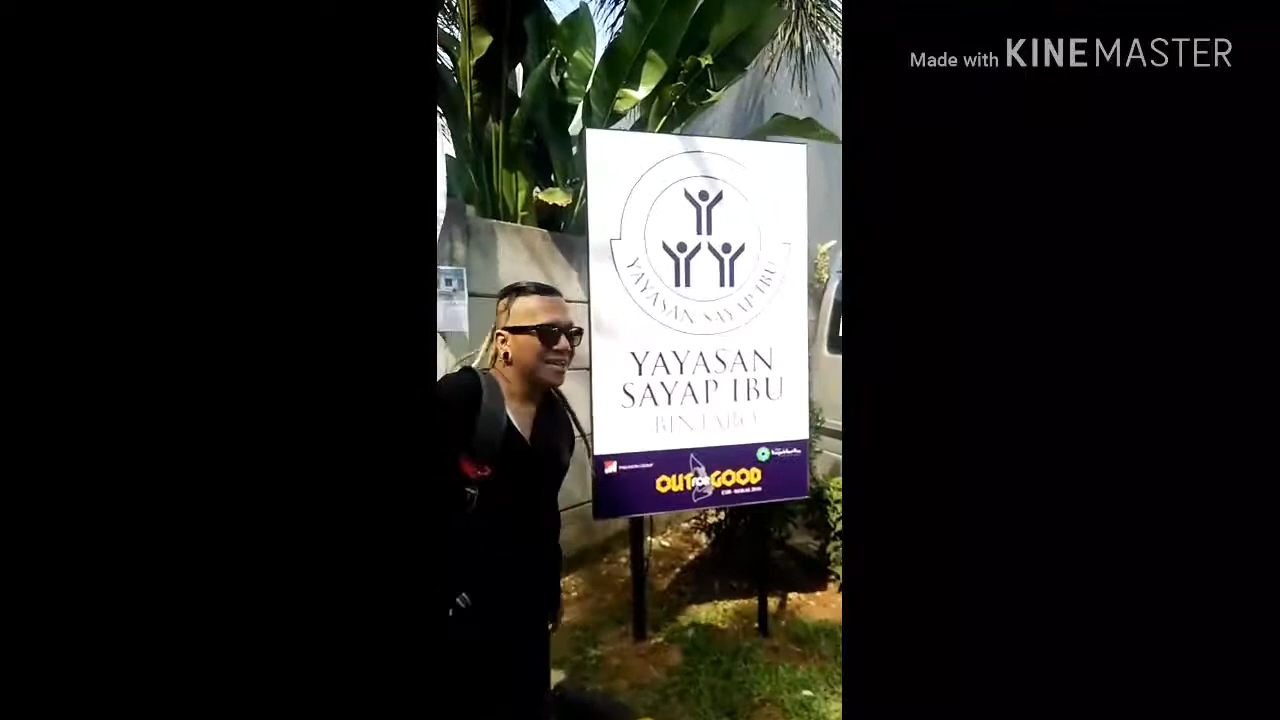 Made with KINEMASTER
YAYASAN SAYAP IBU
YAYASAN
SAYAP IBU
BINTARO
OUT FOR GOOD